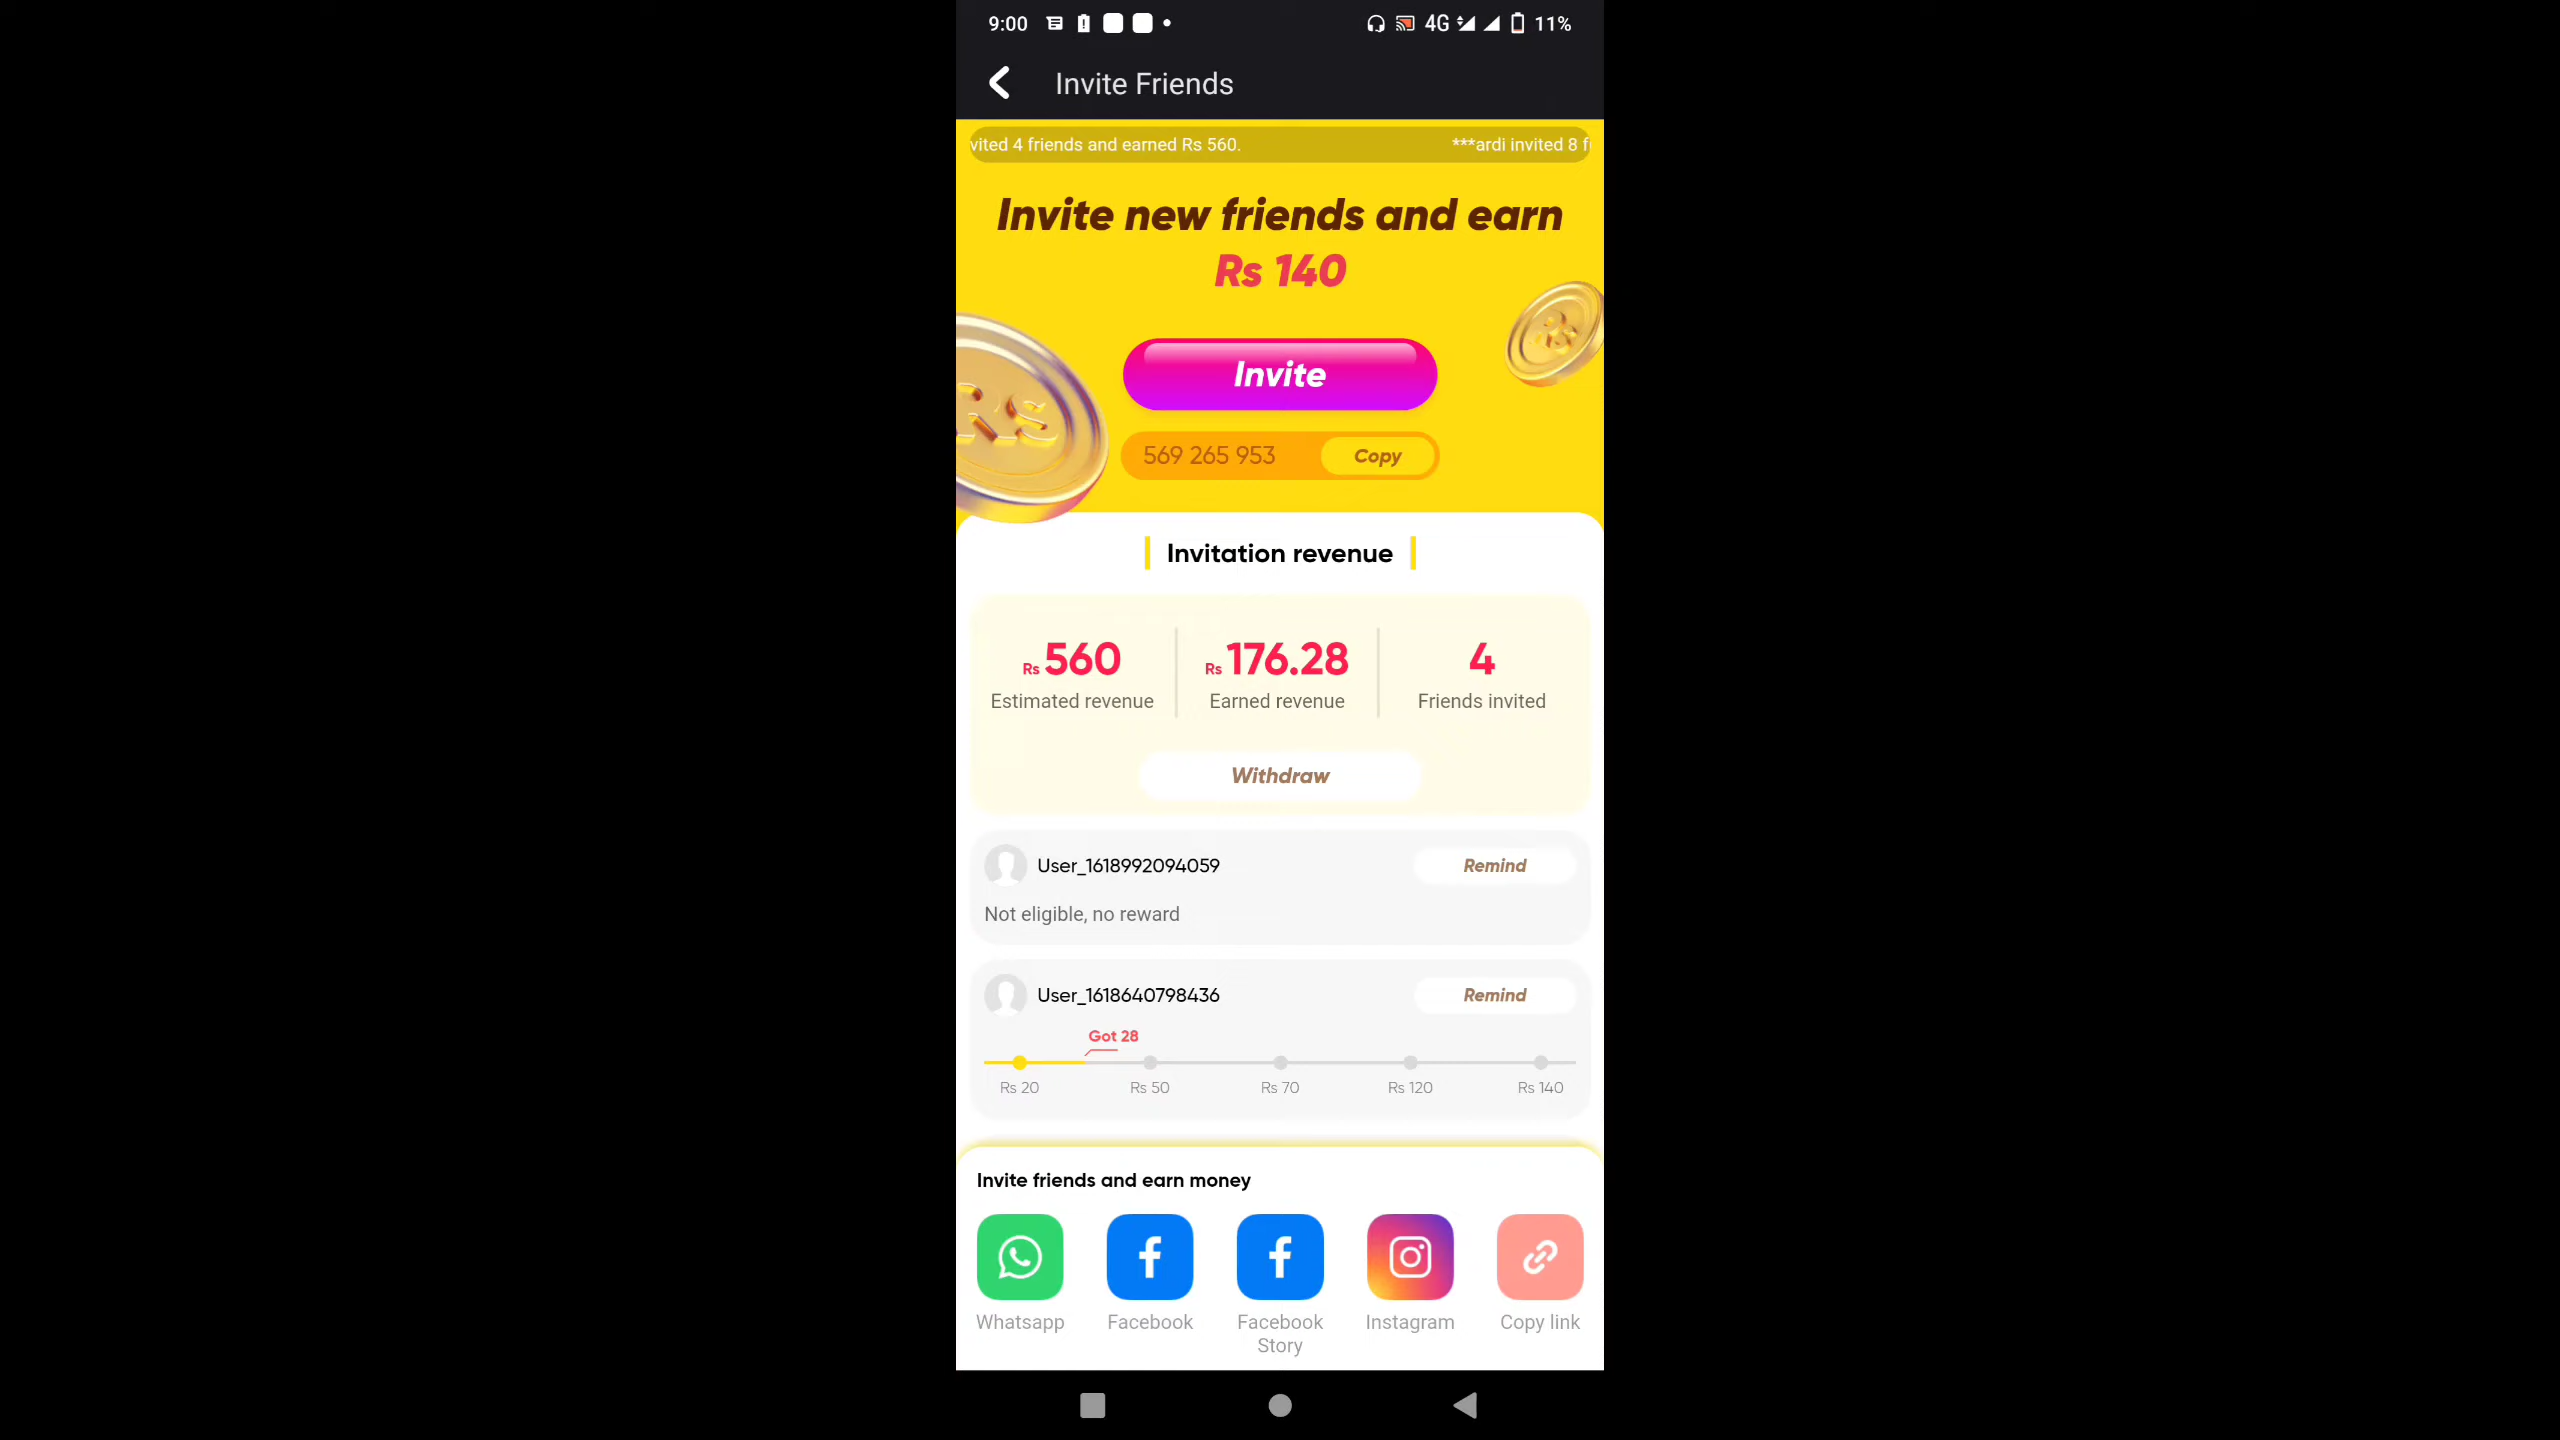 9:00
4G 11%
Invite Friends
vited 4 friends and earned Rs 560. ***ardi invited 8 f
Invite new friends and earn
Rs 140
Rs
Rs
Invite
569 265 953 Copy
Invitation revenue
Rs 560 Rs 176.28 4
Estimated revenue Earned revenue Friends invited
Withdraw
User_1618992094059 Remind
Not eligible, no reward
User_1618640798436 Remind
Got 28
Rs 20 Rs 50 Rs 70 Rs 120 Rs 140
Invite friends and earn money
Whatsapp Facebook Facebook Story Instagram Copy link